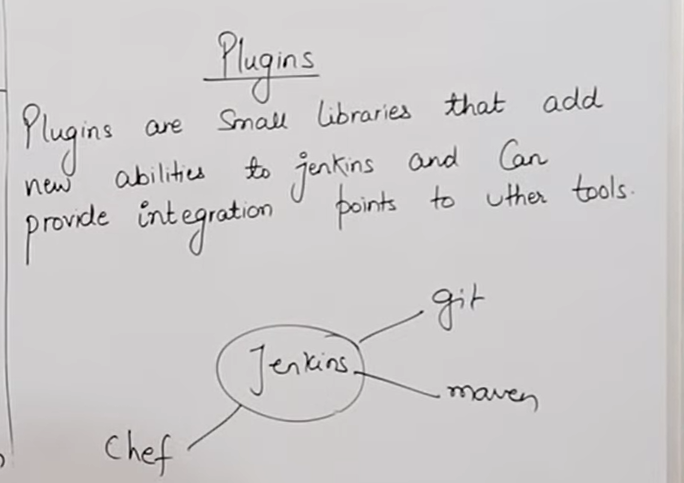 Plugins
Plugins are Small libraries that add
new abilities to jenkins and Can
provide integration points to uther tools.
git
Jenkins
maven
Chef